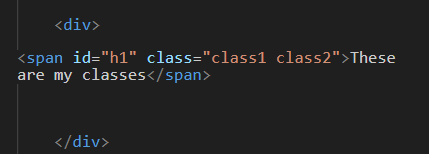 <div>
<span id="h1" class="class1 class2">These
are my classes</span>
</div>